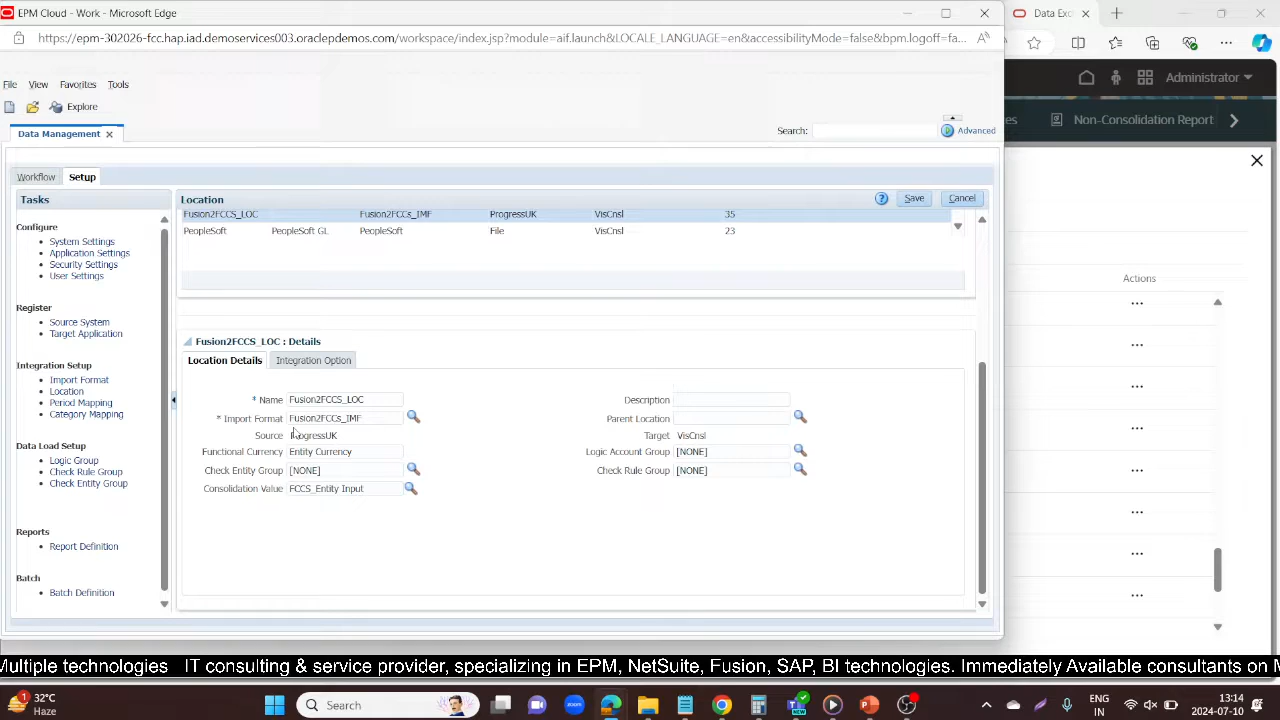 EPM Cloud - Work - Microsoft Edge
Data Exc
https://epm-302026-fcc.hap.iad.demoservices003.oraclepdemos.com/workspace/index.jsp?module=aif.launch&LOCALE_LANGUAGE=en&accessibilityMode=false&bpm.logoff=fa...
File View Favorites Tools
Administrator
Explore
Data Management
Search:
Advanced
Non-Consolidation Report
Workflow Setup
Tasks
Location
Save
Cancel
Configure
System Settings
Application Settings
Security Settings
User Settings
Register
Source System
Target Application
Integration Setup
Import Format
Location
Period Mapping
Category Mapping
Data Load Setup
Logic Group
Check Rule Group
Check Entity Group
Reports
Report Definition
Batch
Batch Definition
Fusion2FCCS_LOC Fusion2FCCs_IMF ProgressUK VisCnsl 35
PeopleSoft PeopleSoft GL PeopleSoft File VisCnsl 23
Fusion2FCCS_LOC : Details
Location Details Integration Option
* Name Fusion2FCCS_LOC Description
* Import Format Fusion2FCCs_IMF Parent Location
Source ProgressUK Target VisCnsl
Functional Currency Entity Currency Logic Account Group [NONE]
Check Entity Group [NONE] Check Rule Group [NONE]
Consolidation Value FCCS_Entity Input
Actions
Multiple technologies IT consulting & service provider, specializing in EPM, NetSuite, Fusion, SAP, BI technologies. Immediately Available consultants on
32°C
Haze
Search
ENG
IN
13:14
2024-07-10